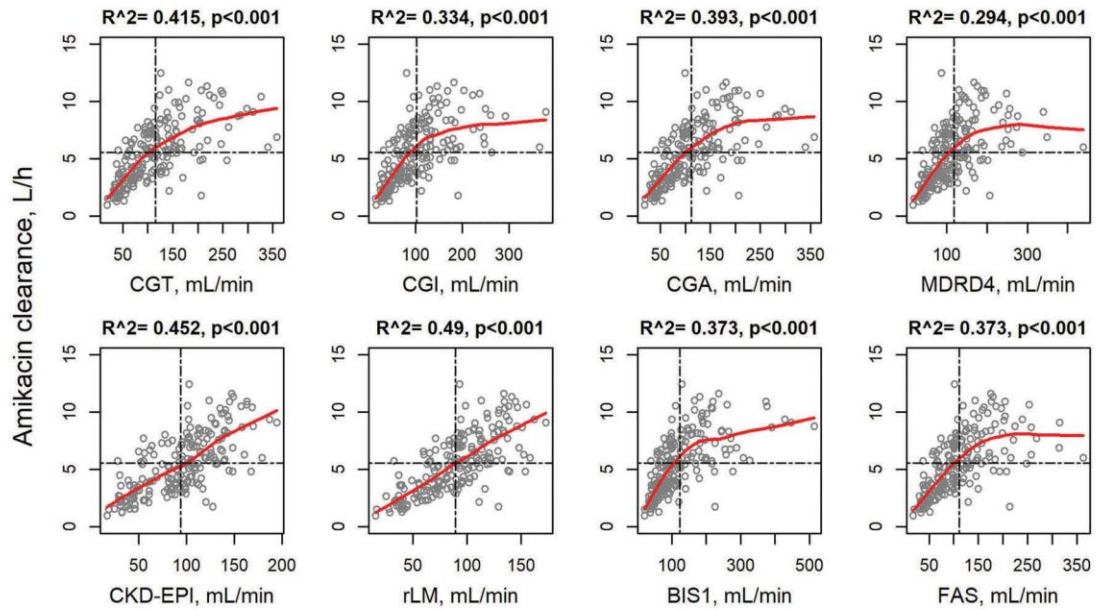 R^2= 0.415, p<0.001
R^2= 0.334, p<0.001
R^2= 0.393, p<0.001
R^2= 0.294, p<0.001
15
10
5
0
50
150
250
350
100
200
300
50
150
250
350
100
300
CGT, mL/min
CGI, mL/min
CGA, mL/min
MDRD4, mL/min
Amikacin clearance, L/h
R^2= 0.452, p<0.001
R^2= 0.49, p<0.001
R^2= 0.373, p<0.001
R^2= 0.373, p<0.001
15
10
5
0
50
100
150
200
50
100
150
100
300
500
50
150
250
350
CKD-EPI, mL/min
rLM, mL/min
BIS1, mL/min
FAS, mL/min